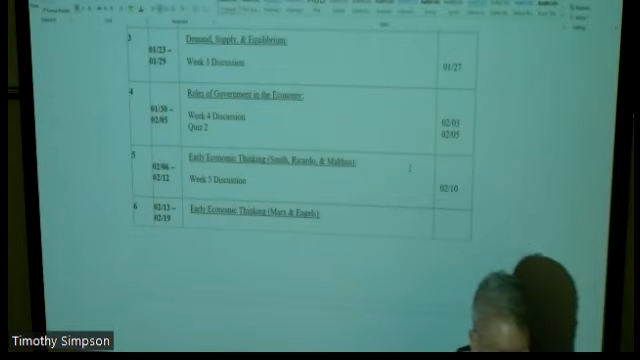 3
01/23 –
01/29
Demand, Supply, & Equilibrium:
Week 3 Discussion
01/27
4
01/30 –
02/05
Roles of Government in the Economy:
Week 4 Discussion
Quiz 2
02/03
02/05
5
02/06 –
02/12
Early Economic Thinking (Smith, Ricardo, & Malthus):
Week 5 Discussion
02/10
6
02/13 –
02/19
Early Economic Thinking (Marx & Engels):
Timothy Simpson